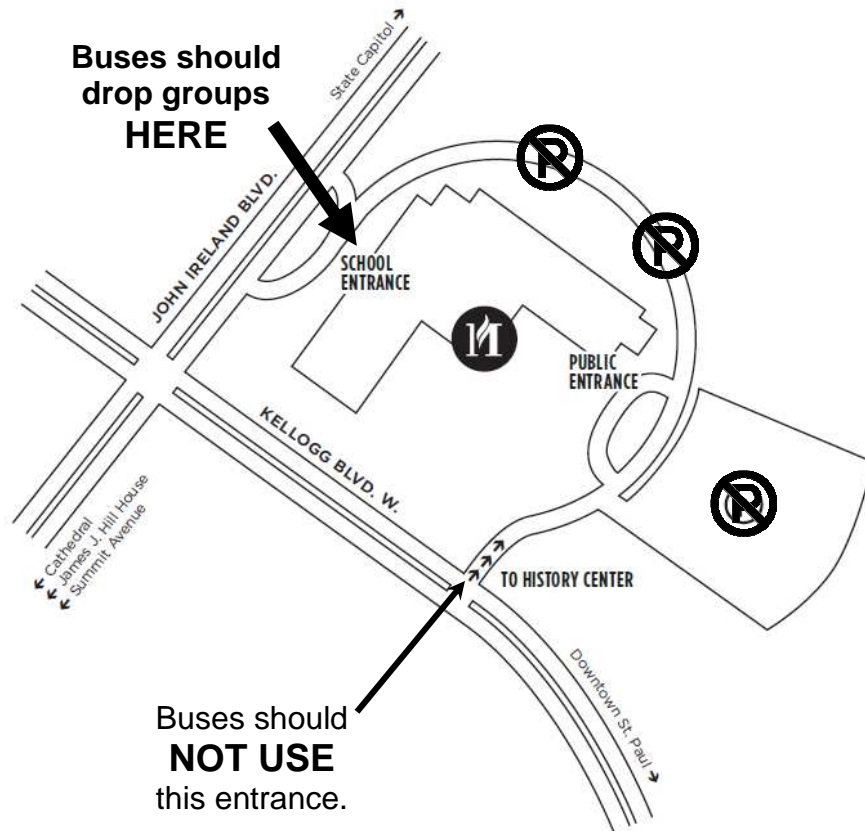 Buses should
drop groups
HERE
State Capitol
JOHN IRELAND BLVD.
P
P
SCHOOL
ENTRANCE
H
PUBLIC
ENTRANCE
KELLOGG BLVD. W.
P
Cathedral
James J. Hill House
Summit Avenue
TO HISTORY CENTER
Downtown St. Paul
Buses should
NOT USE
this entrance.